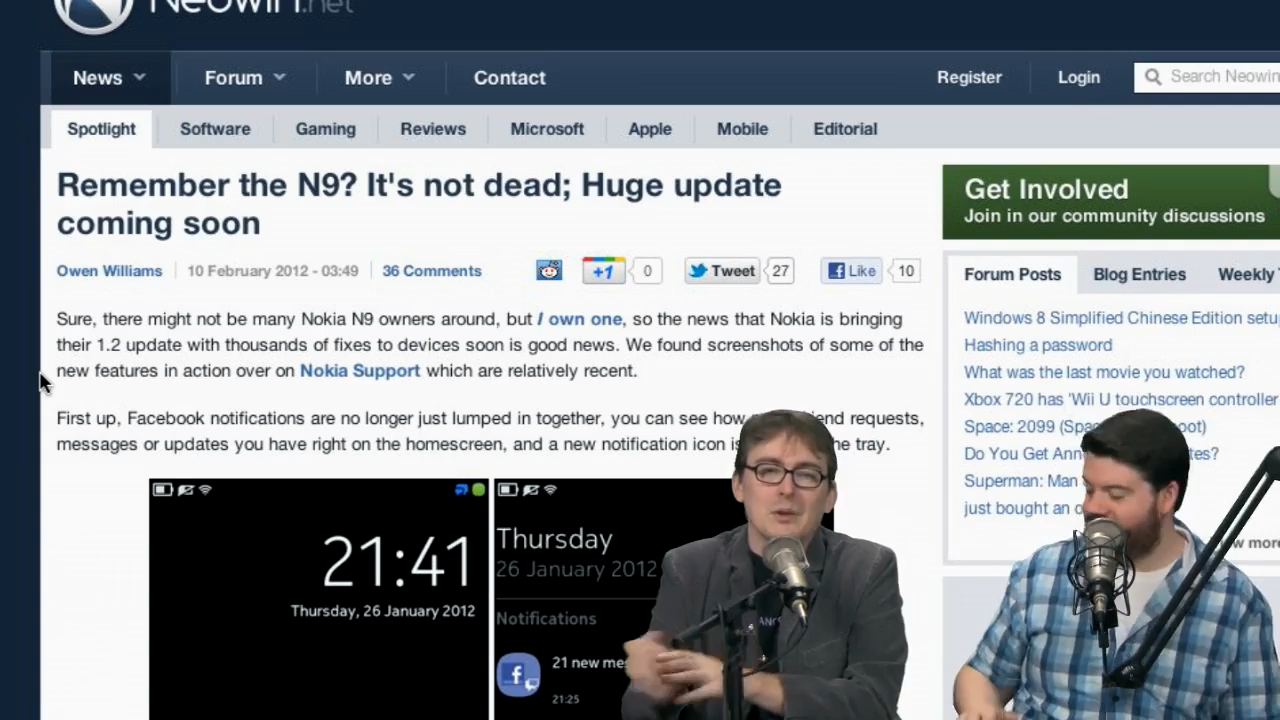 Neowin.net
News
Forum
More
Contact
Register
Login
Search Neowin
Spotlight
Software
Gaming
Reviews
Microsoft
Apple
Mobile
Editorial
Remember the N9? It's not dead; Huge update
coming soon
Owen Williams
10 February 2012 - 03:49
36 Comments
+1
0
Tweet
27
Like
10
Sure, there might not be many Nokia N9 owners around, but I own one, so the news that Nokia is bringing
their 1.2 update with thousands of fixes to devices soon is good news. We found screenshots of some of the
new features in action over on Nokia Support which are relatively recent.
First up, Facebook notifications are no longer just lumped in together, you can see how requests,
messages or updates you have right on the homescreen, and a new notification icon is tray.
21:41
Thursday, 26 January 2012
Thursday
26 January 2012
Notifications
21 new
21:25
Get Involved
Join in our community discussions
Forum Posts
Blog Entries
Weekly
Windows 8 Simplified Chinese Edition
Hashing a password
What was the last movie you watched?
Xbox 720 has 'Wii U touchscreen controller
Space: 2099
Do You Get
Superman: Man
just bought an
more